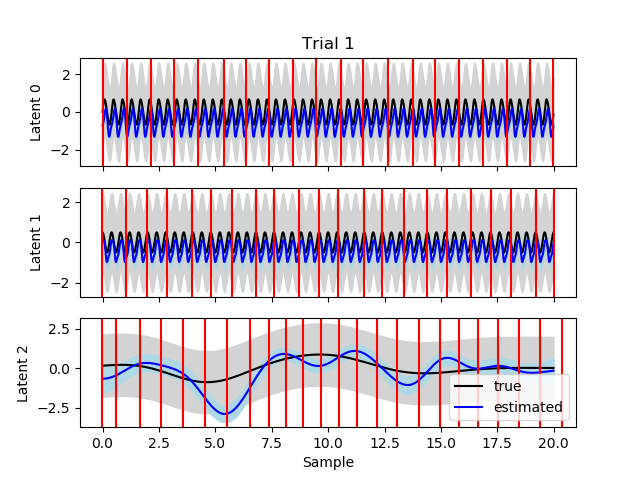 Trial 1
Latent 0
2
0
−2
Latent 1
2
0
−2
Latent 2
2.5
0.0
−2.5
true
estimated
0.0 2.5 5.0 7.5 10.0 12.5 15.0 17.5 20.0
Sample